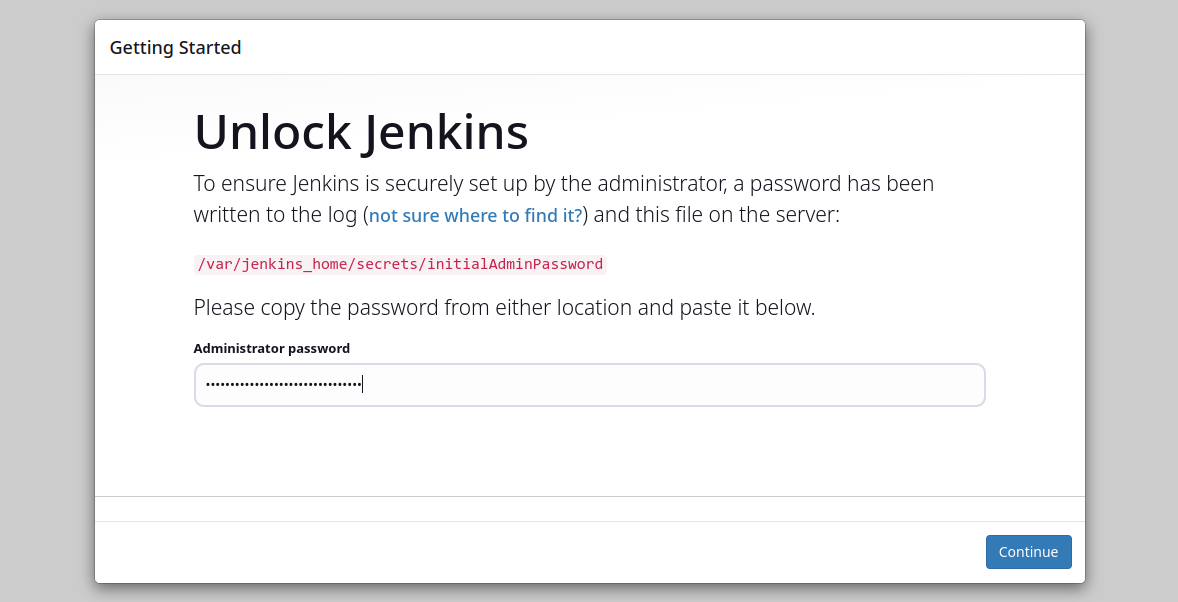 Getting Started
Unlock Jenkins
To ensure Jenkins is securely set up by the administrator, a password has been
written to the log (not sure where to find it?) and this file on the server:
/var/jenkins_home/secrets/initialAdminPassword
Please copy the password from either location and paste it below.
Administrator password
••••••••••••••••••••••••••••••••
Continue